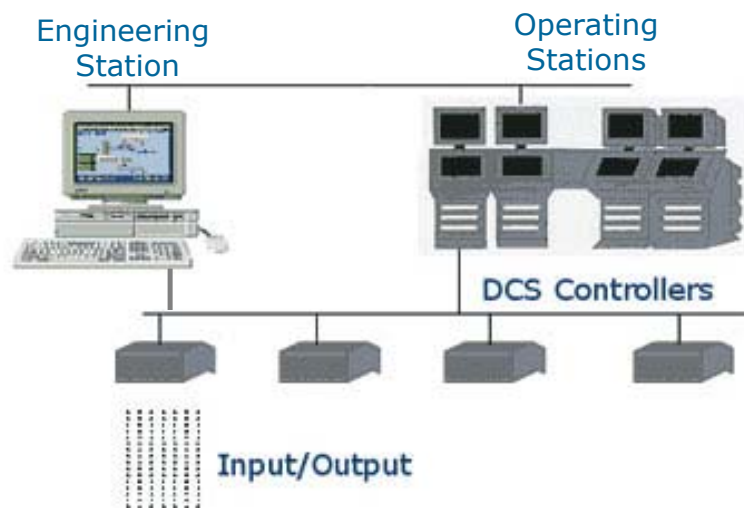 Engineering
Station
Operating
Stations
DCS Controllers
Input/Output